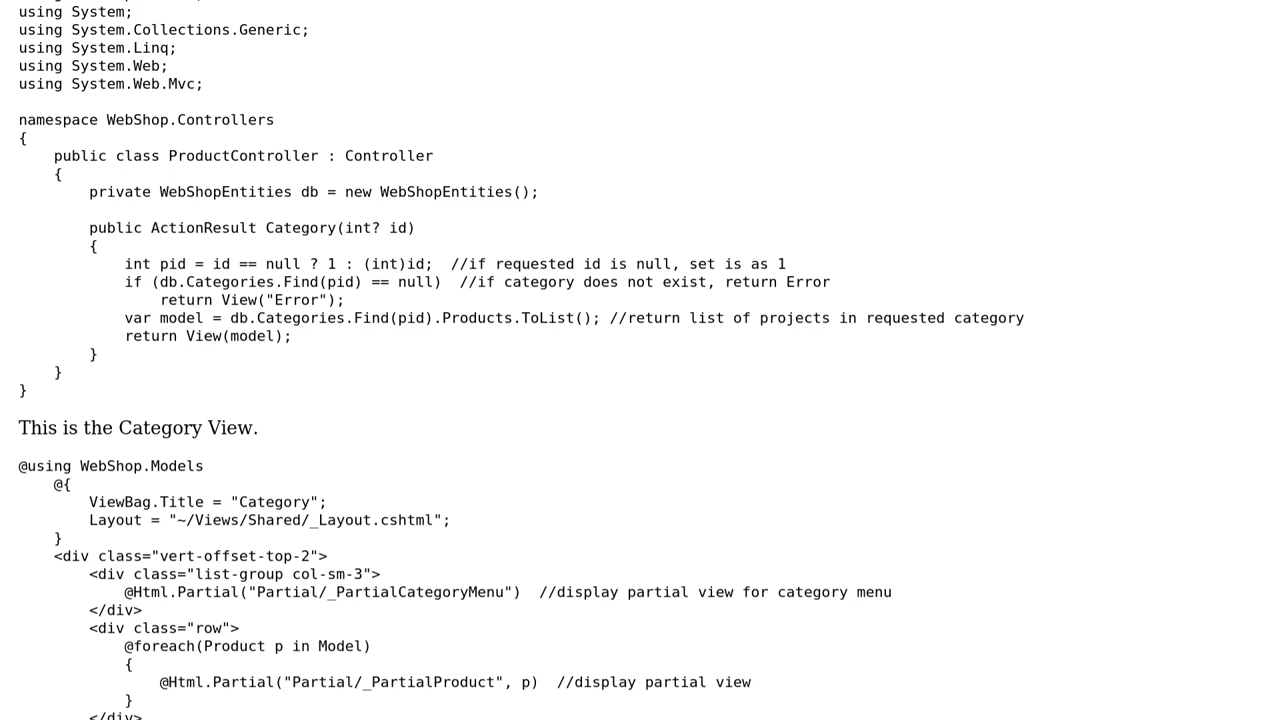 using System;
using System.Collections.Generic;
using System.Linq;
using System.Web;
using System.Web.Mvc;
namespace WebShop.Controllers
{
    public class ProductController : Controller
    {
        private WebShopEntities db = new WebShopEntities();
        public ActionResult Category(int? id)
        {
            int pid = id == null ? 1 : (int)id;  //if requested id is null, set is as 1
            if (db.Categories.Find(pid) == null)  //if category does not exist, return Error
                return View("Error");
            var model = db.Categories.Find(pid).Products.ToList(); //return list of projects in requested category
            return View(model);
        }
    }
}
This is the Category View.
@using WebShop.Models
    @{
        ViewBag.Title = "Category";
        Layout = "~/Views/Shared/_Layout.cshtml";
    }
    <div class="vert-offset-top-2">
        <div class="list-group col-sm-3">
            @Html.Partial("Partial/_PartialCategoryMenu")  //display partial view for category menu
        </div>
        <div class="row">
            @foreach(Product p in Model)
            {
                @Html.Partial("Partial/_PartialProduct", p)  //display partial view
            }
        </div>